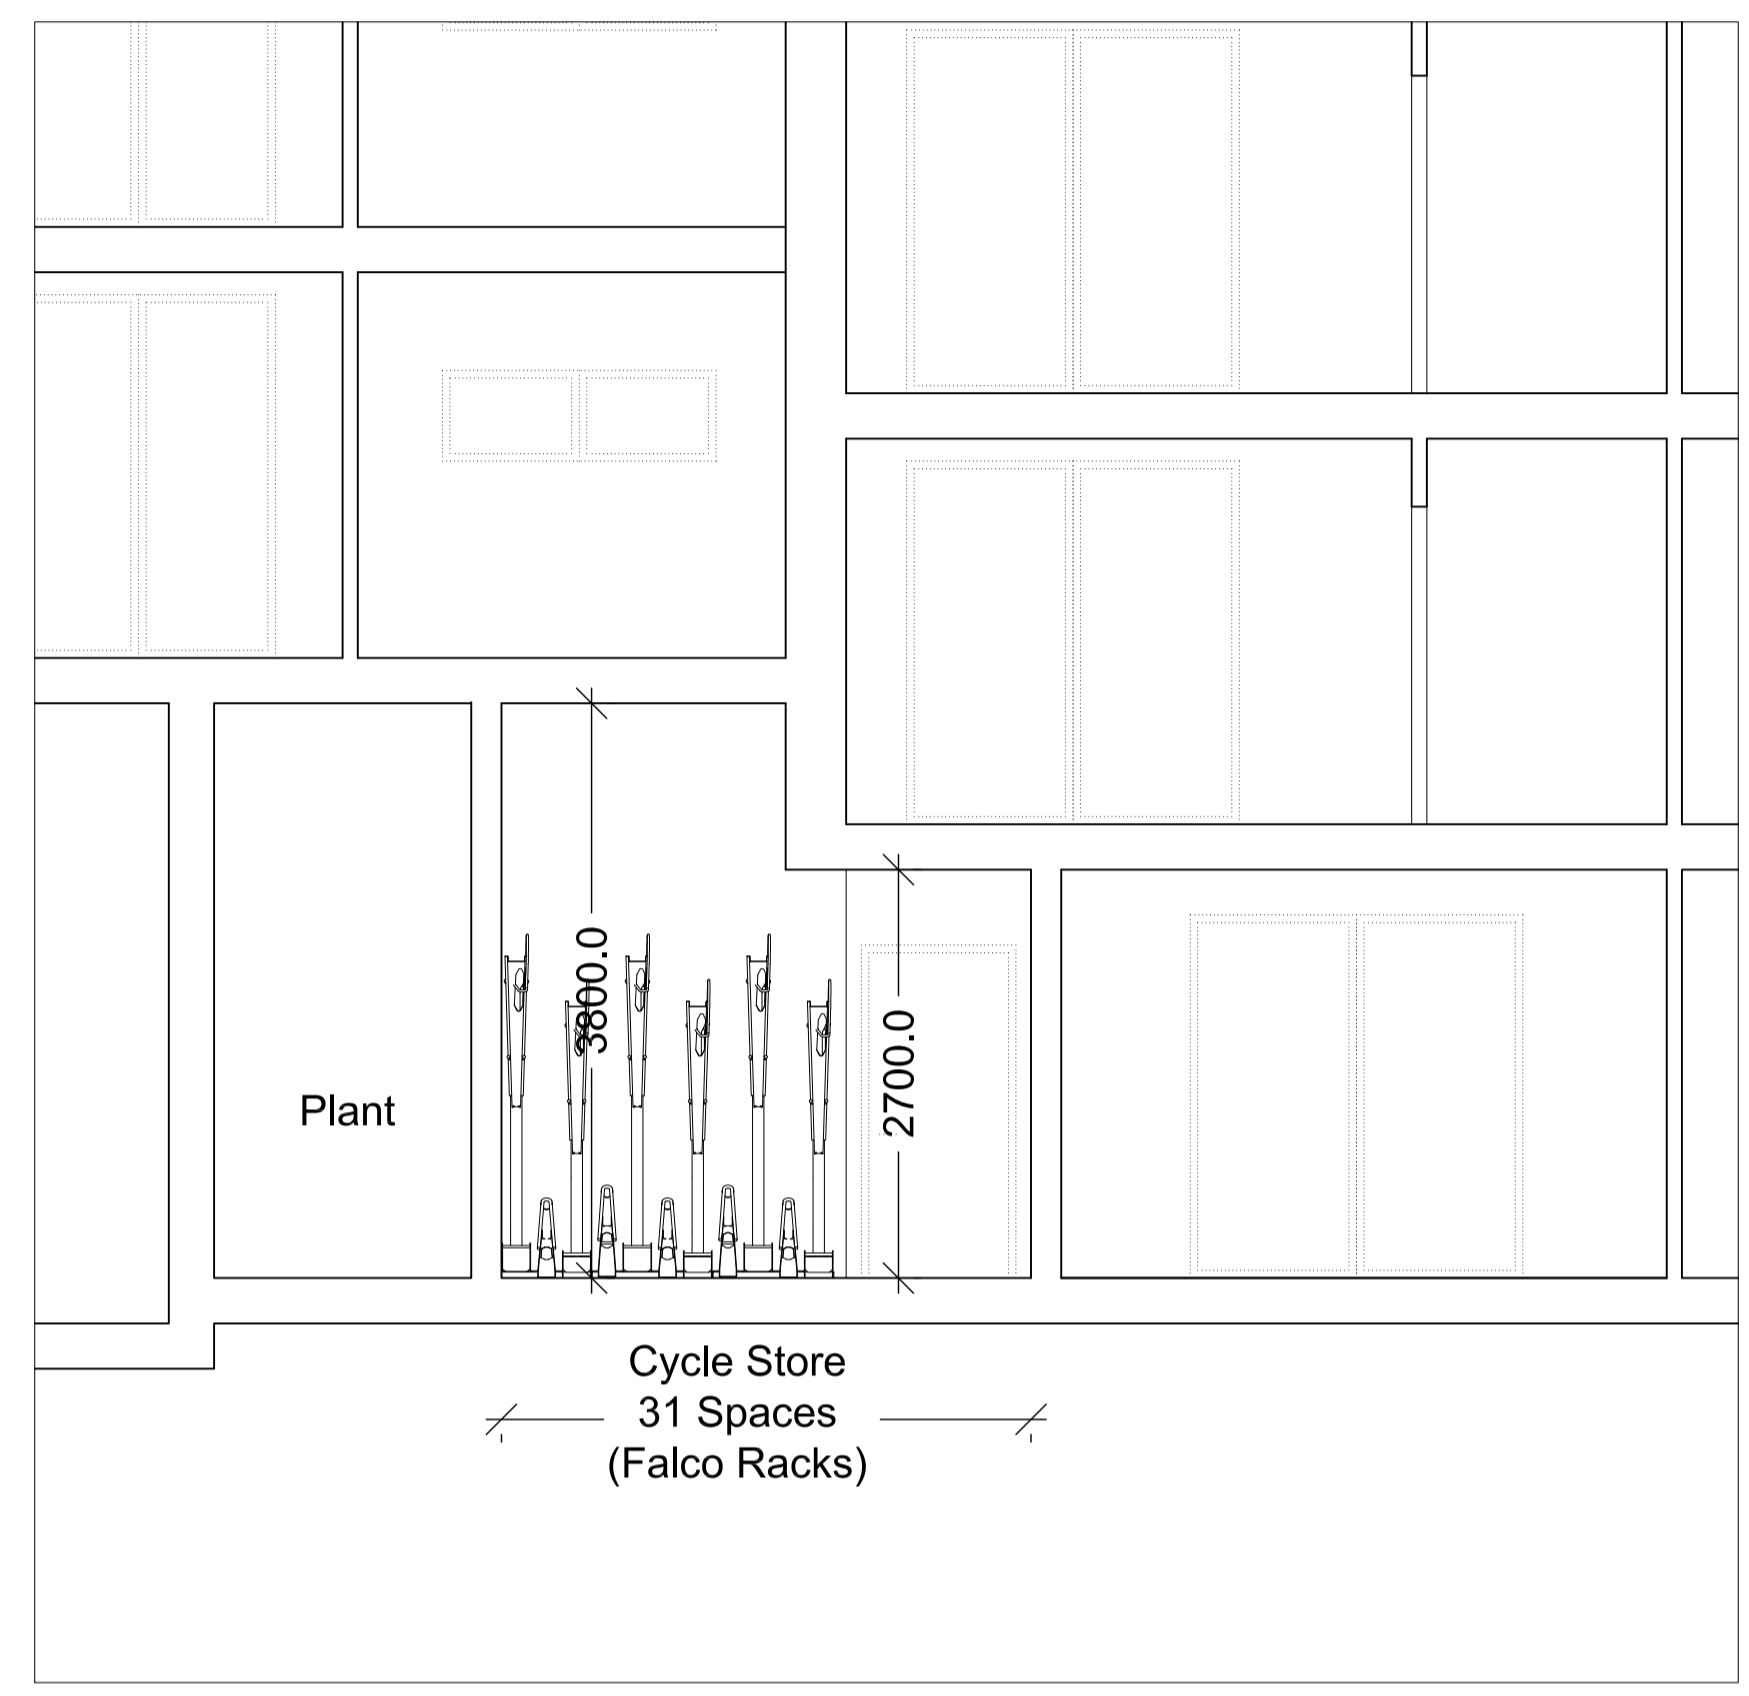 3800.0
2700.0
Plant
Cycle Store
31 Spaces
(Falco Racks)